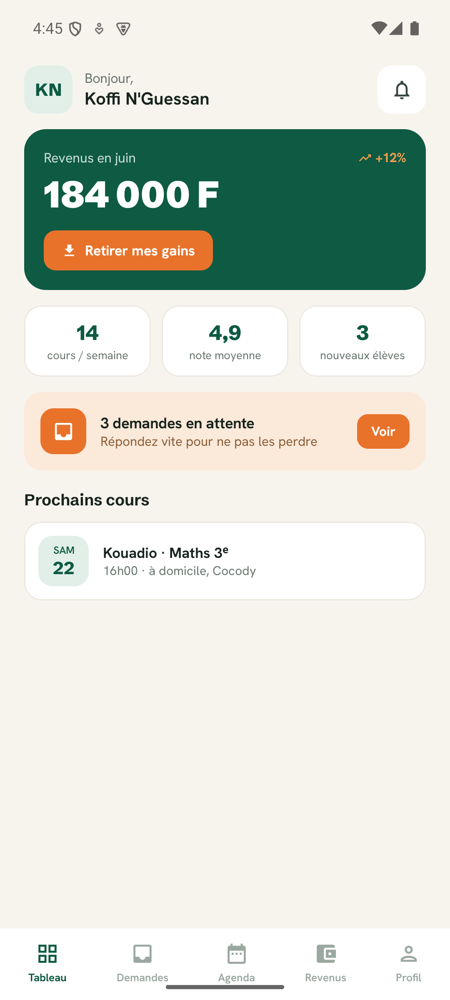 4:45
KN
Bonjour,
Koffi N'Guessan
Revenus en juin
+12%
184 000 F
Retirer mes gains
14
cours / semaine
4,9
note moyenne
3
nouveaux élèves
3 demandes en attente
Répondez vite pour ne pas les perdre
Voir
Prochains cours
SAM
22
Kouadio · Maths 3ᵉ
16h00 · à domicile, Cocody
Tableau
Demandes
Agenda
Revenus
Profil